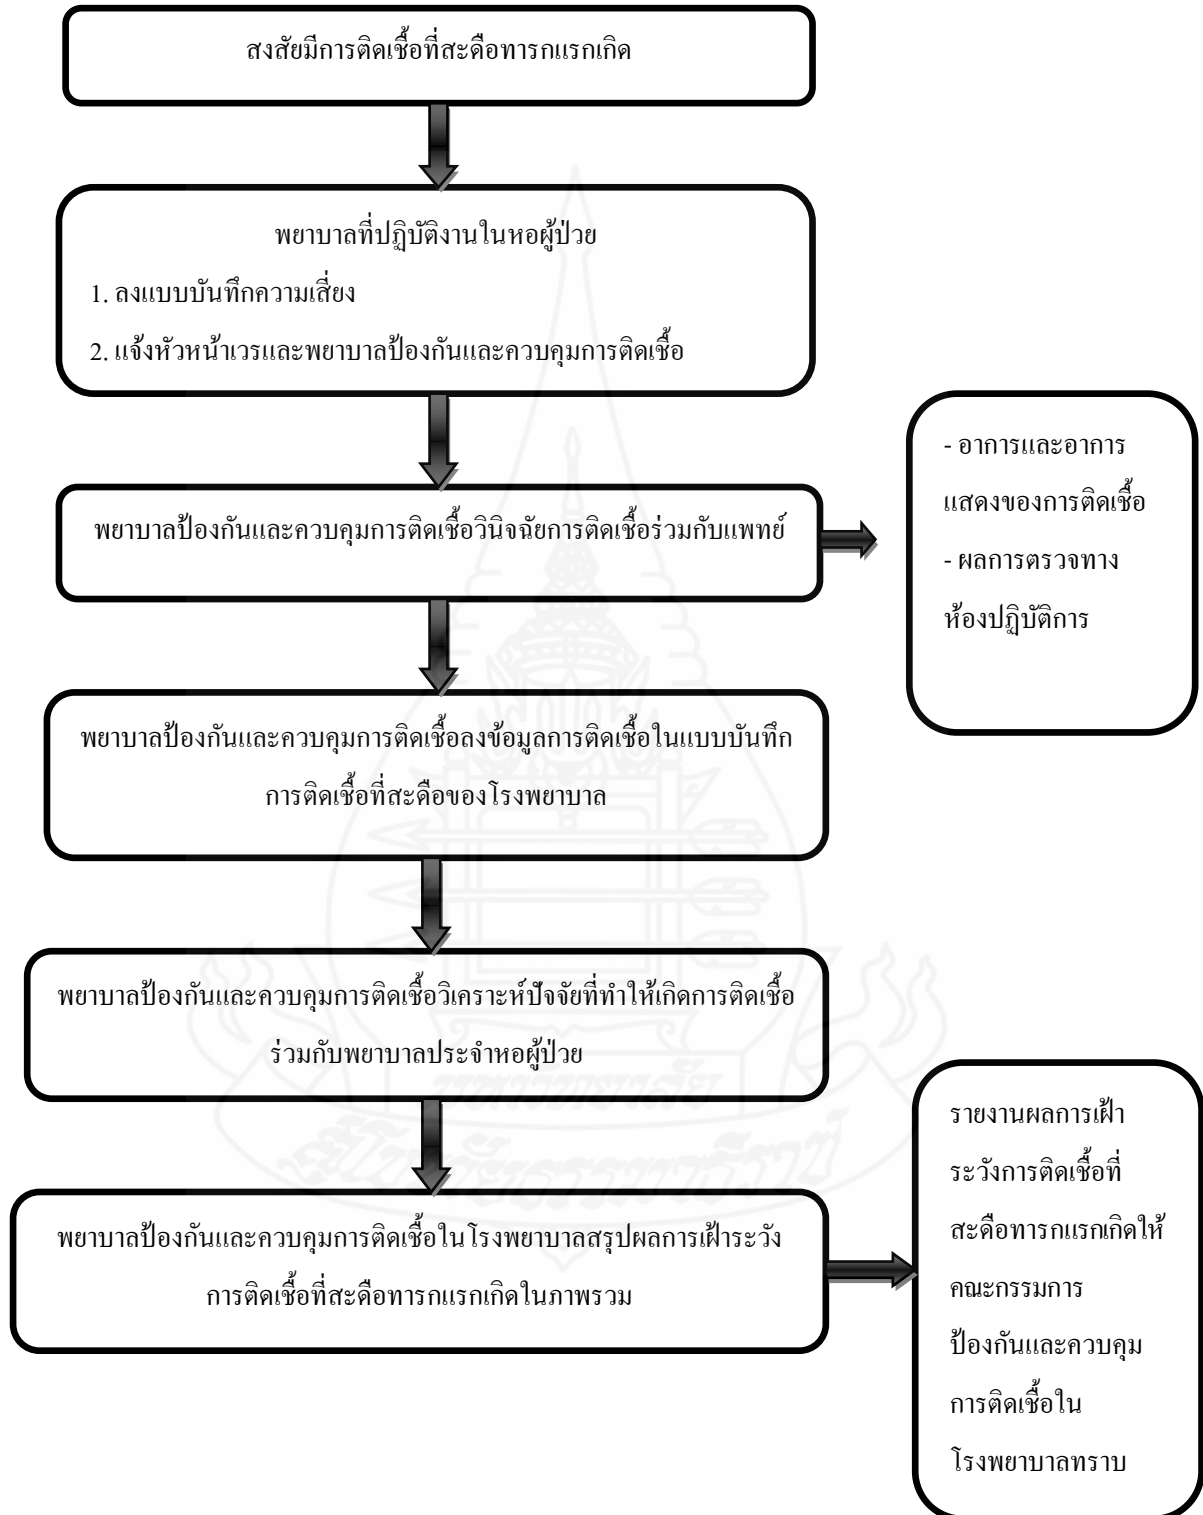 สงสัยมีการติดเชื้อที่สะดือทารกแรกเกิด
พยาบาลที่ปฏิบัติงานในหอผู้ป่วย
1. ลงแบบบันทึกความเสี่ยง
2. แจ้งหัวหน้าเวรและพยาบาลป้องกันและควบคุมการติดเชื้อ
พยาบาลป้องกันและควบคุมการติดเชื้อวินิจฉัยการติดเชื้อร่วมกับแพทย์
- อาการและอาการ
แสดงของการติดเชื้อ
- ผลการตรวจทาง
ห้องปฏิบัติการ
พยาบาลป้องกันและควบคุมการติดเชื้อลงข้อมูลการติดเชื้อในแบบบันทึก
การติดเชื้อที่สะดือของโรงพยาบาล
พยาบาลป้องกันและควบคุมการติดเชื้อวิเคราะห์ปัจจัยที่ทำให้เกิดการติดเชื้อ
ร่วมกับพยาบาลประจำหอผู้ป่วย
พยาบาลป้องกันและควบคุมการติดเชื้อในโรงพยาบาลสรุปผลการเฝ้าระวัง
การติดเชื้อที่สะดือทารกแรกเกิดในภาพรวม
รายงานผลการเฝ้า
ระวังการติดเชื้อที่
สะดือทารกแรกเกิดให้
คณะกรรมการ
ป้องกันและควบคุม
การติดเชื้อใน
โรงพยาบาลทราบ
มหาวิทยาลัย
สุโขทัยธรรมาธิราช